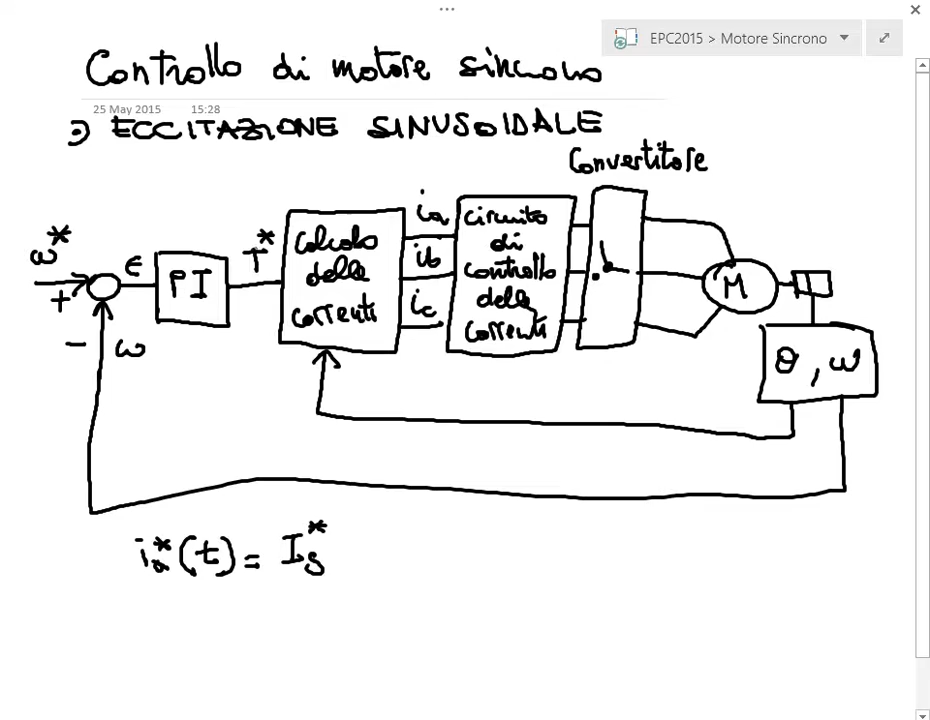 EPC2015 > Motore Sincrono
Controllo di motore sincrono
25 May 2015 15:28
ECCITAZIONE SINUSOIDALE
Convertitore
ω*
+
-
ω
ϵ
PI
T*
Calcolo
delle
correnti
ia
ib
ic
circuito
di
controllo
delle
correnti
M
θ, ω
ia*(t) = Is*